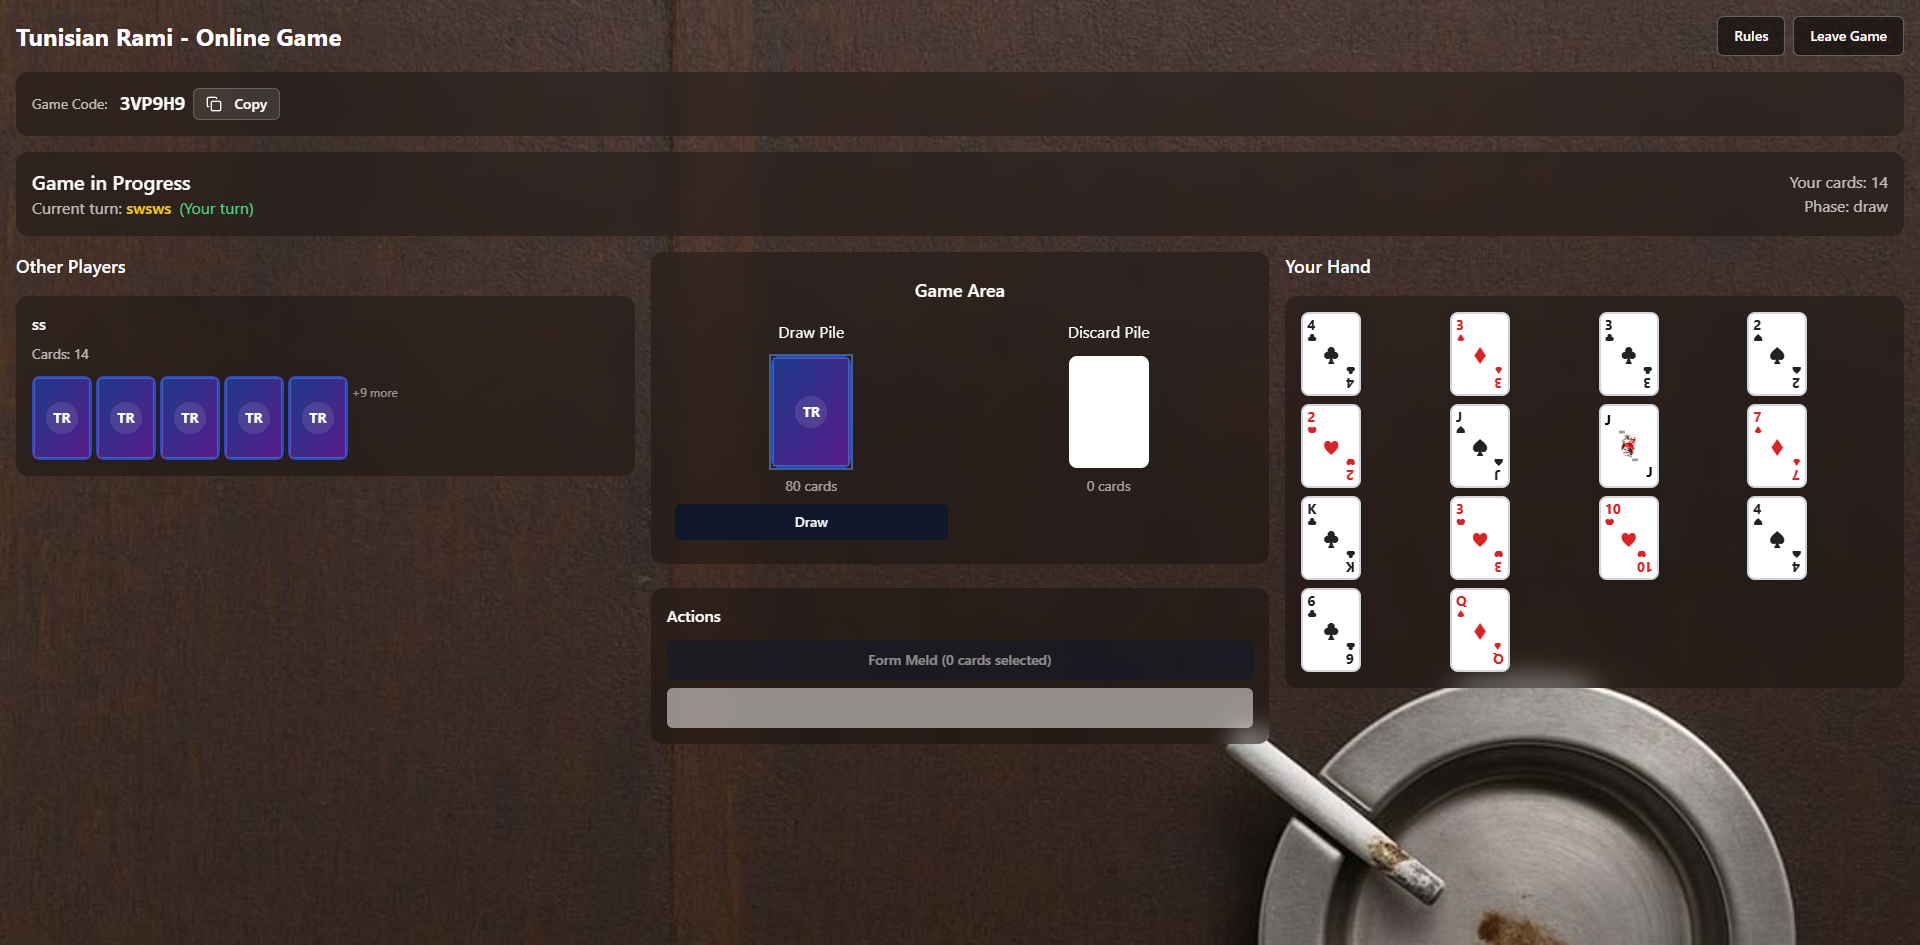 Tunisian Rami - Online Game
Rules
Leave Game
Game Code: 3VP9H9 Copy
Game in Progress
Current turn: swsws (Your turn)
Your cards: 14
Phase: draw
Other Players
ss
Cards: 14
TR TR TR TR TR +9 more
Game Area
Draw Pile
Discard Pile
TR
80 cards
0 cards
Draw
Actions
Form Meld (0 cards selected)
Your Hand
4 3 3 2
4 3 3 2
2 J J 7
2 J J 7
K 3 10 4
K 3 10 4
6 Q
6 Q